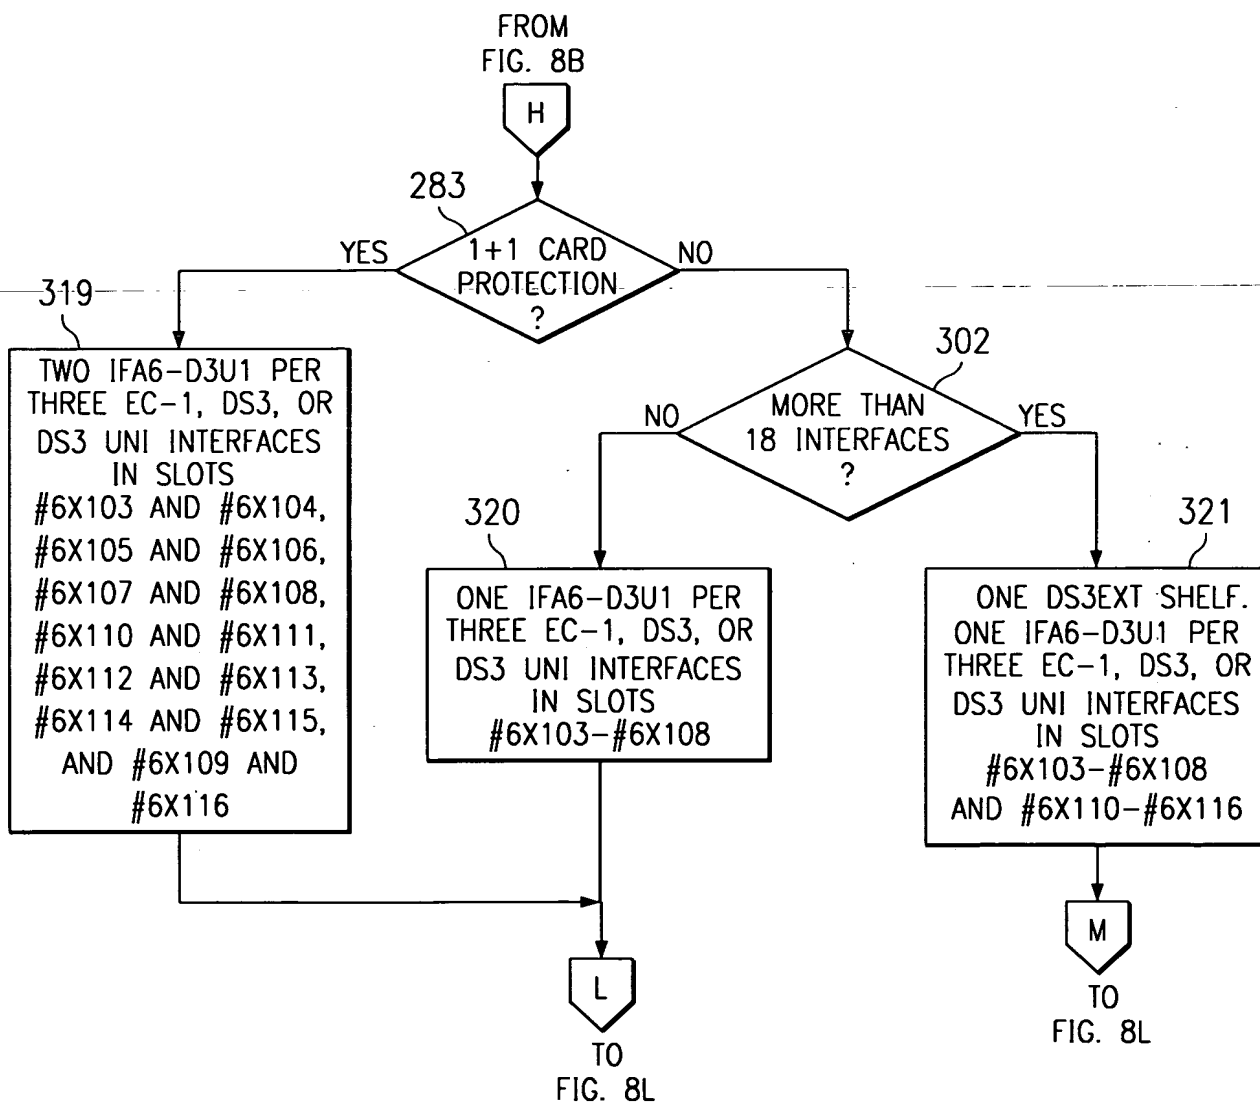 FROM
FIG. 8B
H
283
1+1 CARD
PROTECTION
?
YES
NO
319
TWO IFA6-D3U1 PER
THREE EC-1, DS3, OR
DS3 UNI INTERFACES
IN SLOTS
#6X103 AND #6X104,
#6X105 AND #6X106,
#6X107 AND #6X108,
#6X110 AND #6X111,
#6X112 AND #6X113,
#6X114 AND #6X115,
AND #6X109 AND
#6X116
302
MORE THAN
18 INTERFACES
?
NO
YES
320
ONE IFA6-D3U1 PER
THREE EC-1, DS3, OR
DS3 UNI INTERFACES
IN SLOTS
#6X103-#6X108
321
ONE DS3EXT SHELF.
ONE IFA6-D3U1 PER
THREE EC-1, DS3, OR
DS3 UNI INTERFACES
IN SLOTS
#6X103-#6X108
AND #6X110-#6X116
L
TO
FIG. 8L
M
TO
FIG. 8L